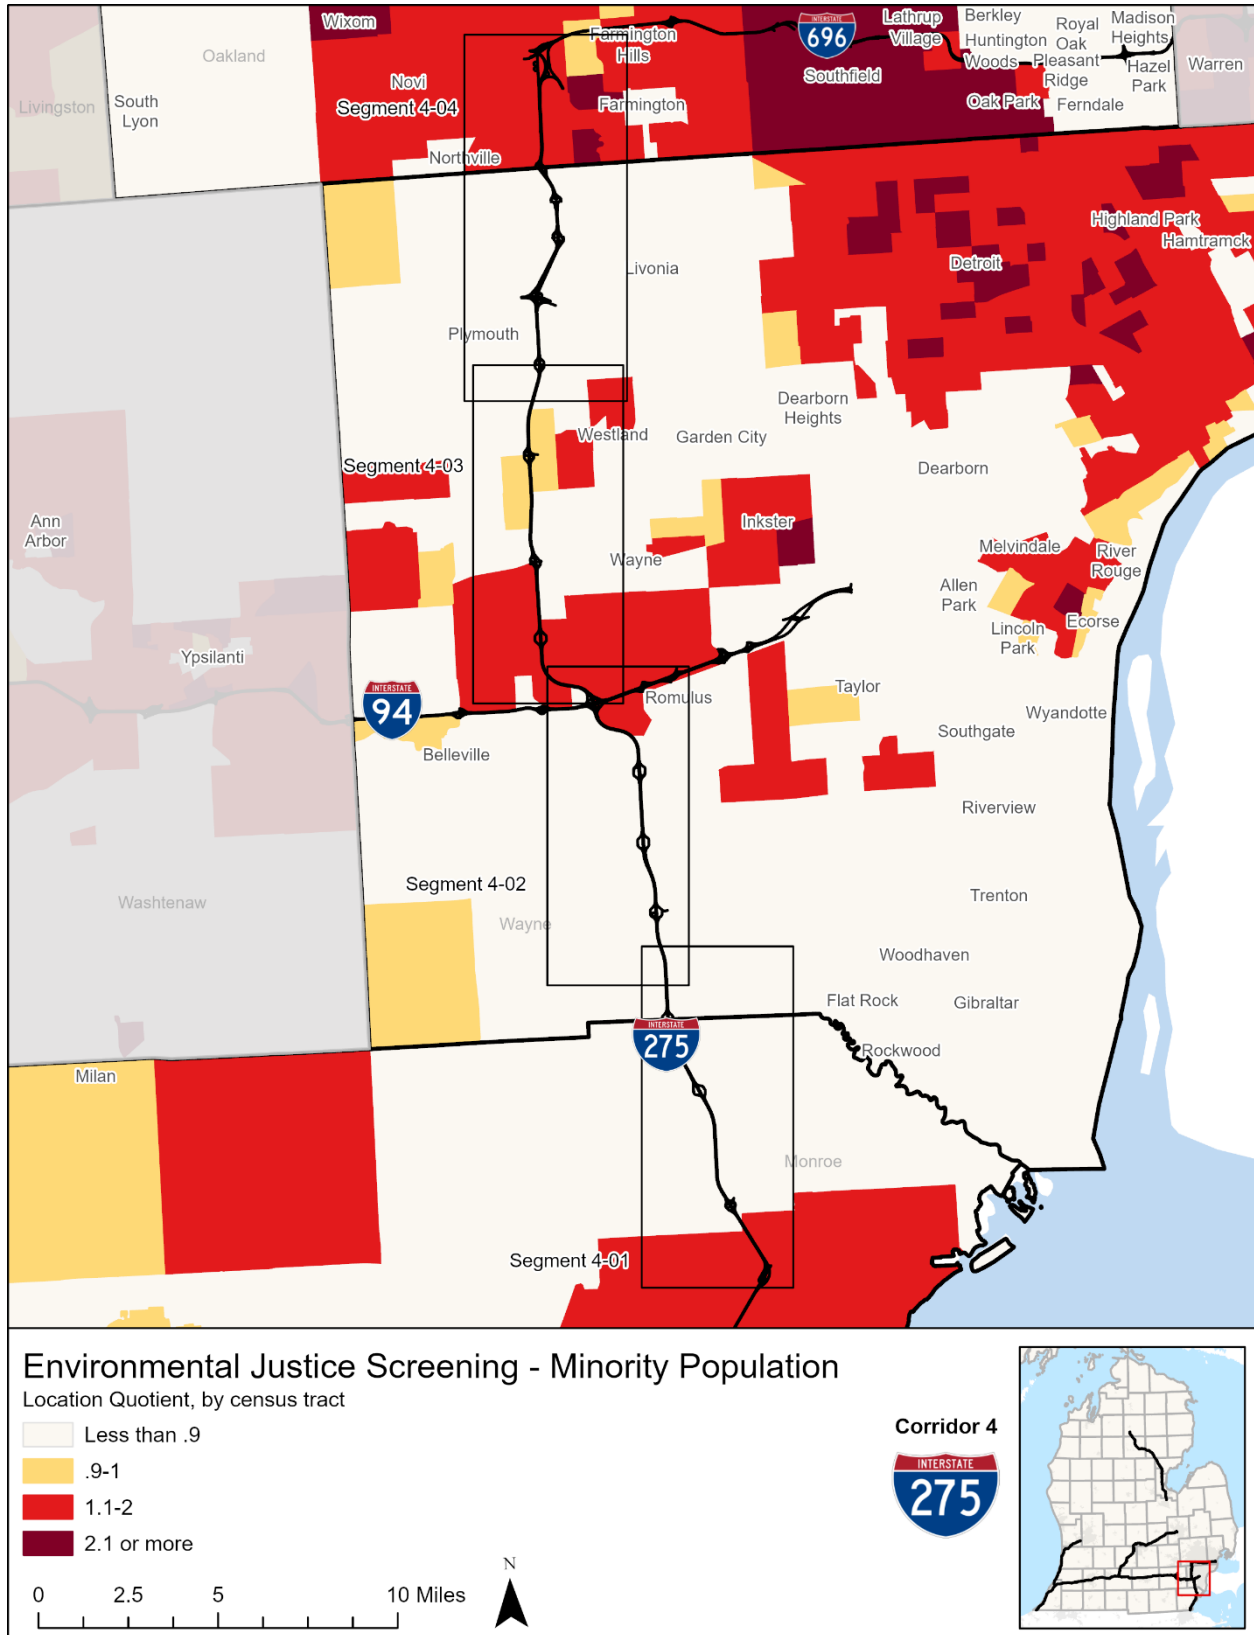 Wixom
Oakland
Livingston
South
Lyon
Novi
Segment 4-04
Northville
Farmington
Hills
Farmington
INTERSTATE
696
Southfield
Lathrup
Village
Berkley
Huntington
Woods
Royal
Oak
Pleasant
Ridge
Madison
Heights
Hazel
Park
Oak Park
Ferndale
Warren
Highland Park
Hamtramck
Detroit
Livonia
Plymouth
Dearborn
Heights
Westland
Garden City
Segment 4-03
Dearborn
Ann
Arbor
Inkster
Wayne
Melvindale
River
Rouge
Allen
Park
Lincoln
Park
Ecorse
Ypsilanti
INTERSTATE
94
Romulus
Taylor
Wyandotte
Southgate
Belleville
Riverview
Segment 4-02
Washtenaw
Wayne
Trenton
Woodhaven
Flat Rock
Gibraltar
INTERSTATE
275
Rockwood
Milan
Monroe
Segment 4-01
Environmental Justice Screening - Minority Population
Location Quotient, by census tract
Less than .9
.9-1
1.1-2
2.1 or more
0 2.5 5 10 Miles
N
Corridor 4
INTERSTATE
275